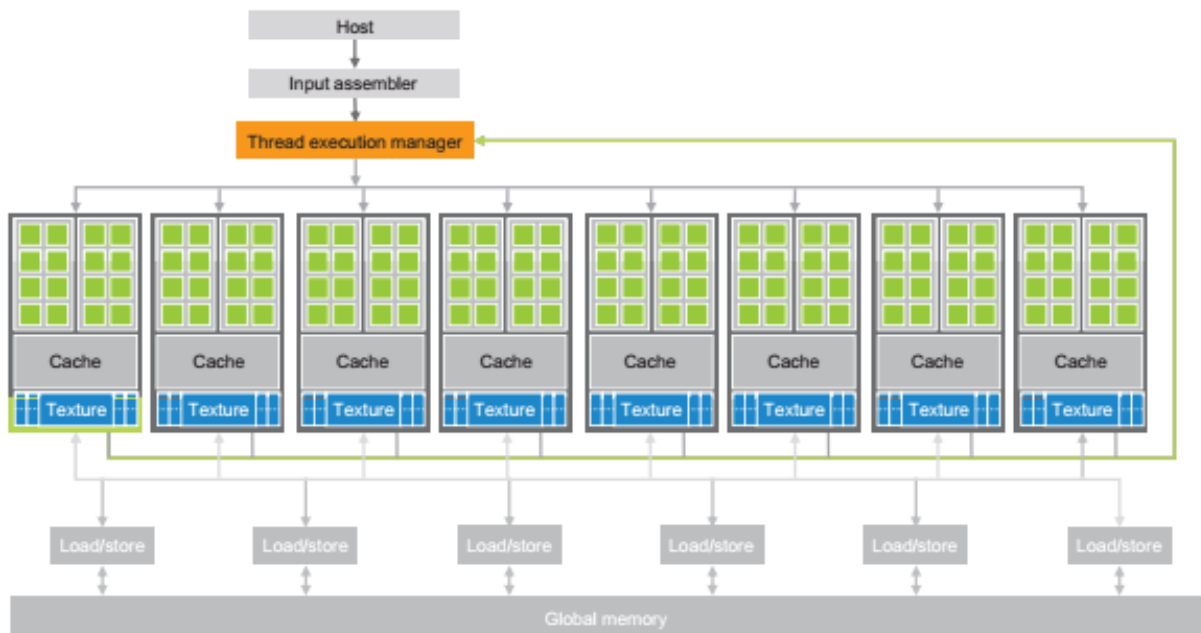 Host
Input assembler
Thread execution manager
Cache Cache Cache Cache Cache Cache Cache Cache
Texture Texture Texture Texture Texture Texture Texture Texture
Load/store Load/store Load/store Load/store Load/store Load/store
Global memory